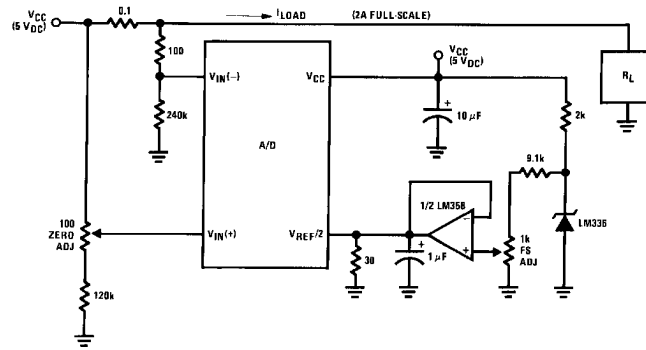 VCC
(5 VDC)
0.1
ILOAD
(2A FULL-SCALE)
100
VIN(–)
240k
A/D
VCC
VCC
(5 VDC)
10 µF
RL
2k
9.1k
LM336
1k
FS
ADJ
1/2 LM358
1 µF
30
VREF/2
VIN(+)
100
ZERO
ADJ
120k